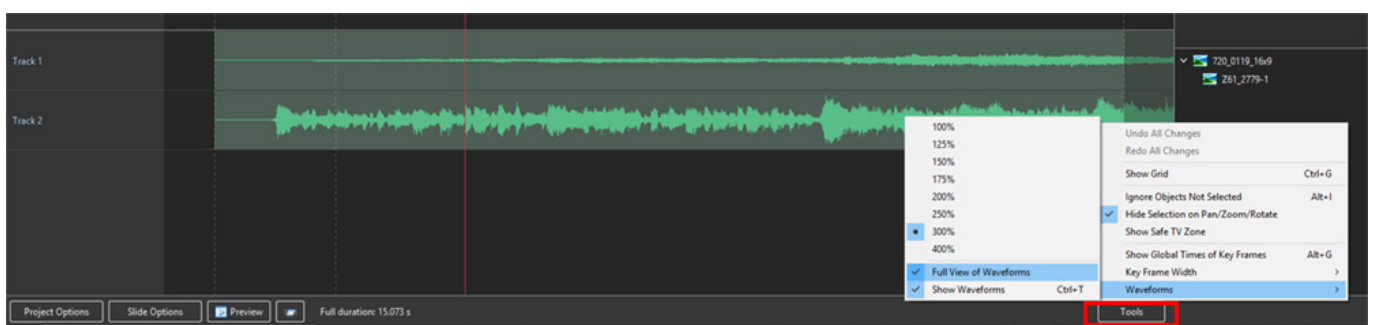 Track 1
Track 2
720_0119_16x9
Z61_2779-1
100%
125%
150%
175%
200%
250%
300%
400%
Full View of Waveforms
Show Waveforms Ctrl+T
Undo All Changes
Redo All Changes
Show Grid Ctrl+G
Ignore Objects Not Selected Alt+I
Hide Selection on Pan/Zoom/Rotate
Show Safe TV Zone
Show Global Times of Key Frames Alt+G
Key Frame Width
Waveforms
Project Options Slide Options Preview Full duration: 15.073 s Tools